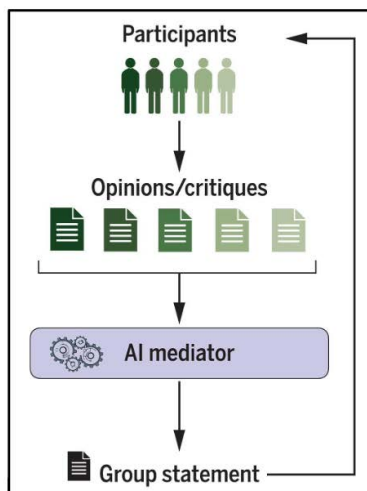 Participants
Opinions/critiques
AI mediator
Group statement